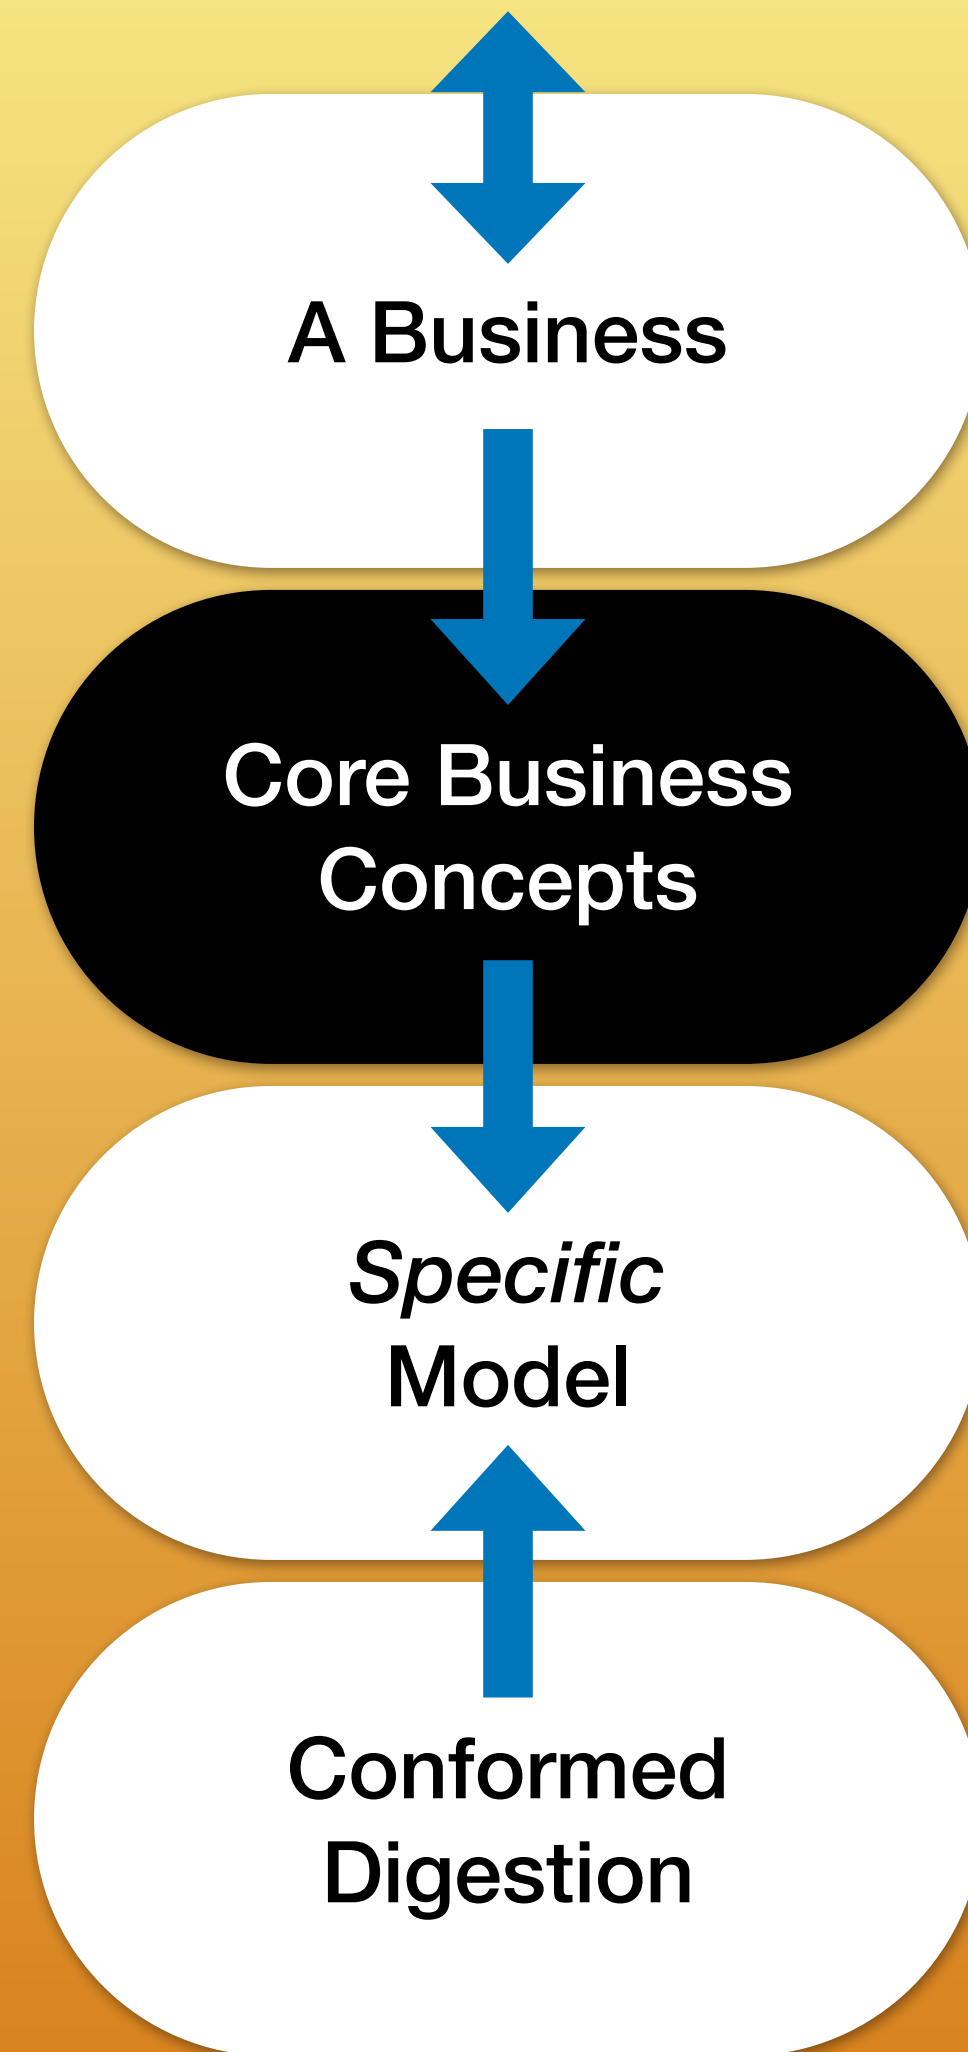 A Business
Core Business
Concepts
Specific
Model
Conformed
Digestion